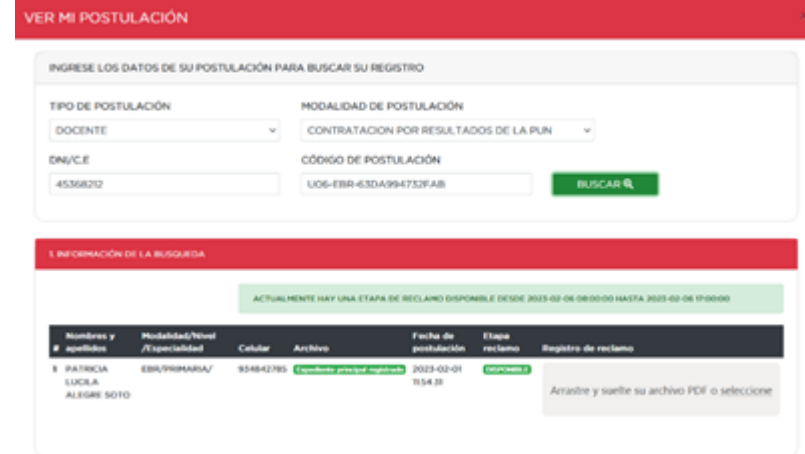 VER MI POSTULACIÓN
INGRESE LOS DATOS DE SU POSTULACIÓN PARA BUSCAR SU REGISTRO
TIPO DE POSTULACIÓN MODALIDAD DE POSTULACIÓN
DOCENTE CONTRATACION POR RESULTADOS DE LA PUN
DNI/C.E CÓDIGO DE POSTULACIÓN
45368212 U06-EBR-63DA994732FAB BUSCAR
1. INFORMACIÓN DE LA BUSQUEDA
ACTUALMENTE HAY UNA ETAPA DE RECLAMO DISPONIBLE DESDE 2023-02-06 08:00:00 HASTA 2023-02-06 17:00:00
Nombres y Modalidad/Nivel Fecha de Etapa
# apellidos /Especialidad Celular Archivo postulación reclamo Registro de reclamo
1 PATRICIA EBR/PRIMARIA/ 934842785 Expediente principal registrado 2023-02-01 DISPONIBLE
LUCILA 11:54:31 Arrastre y suelte su archivo PDF o seleccione
ALEGRE SOTO